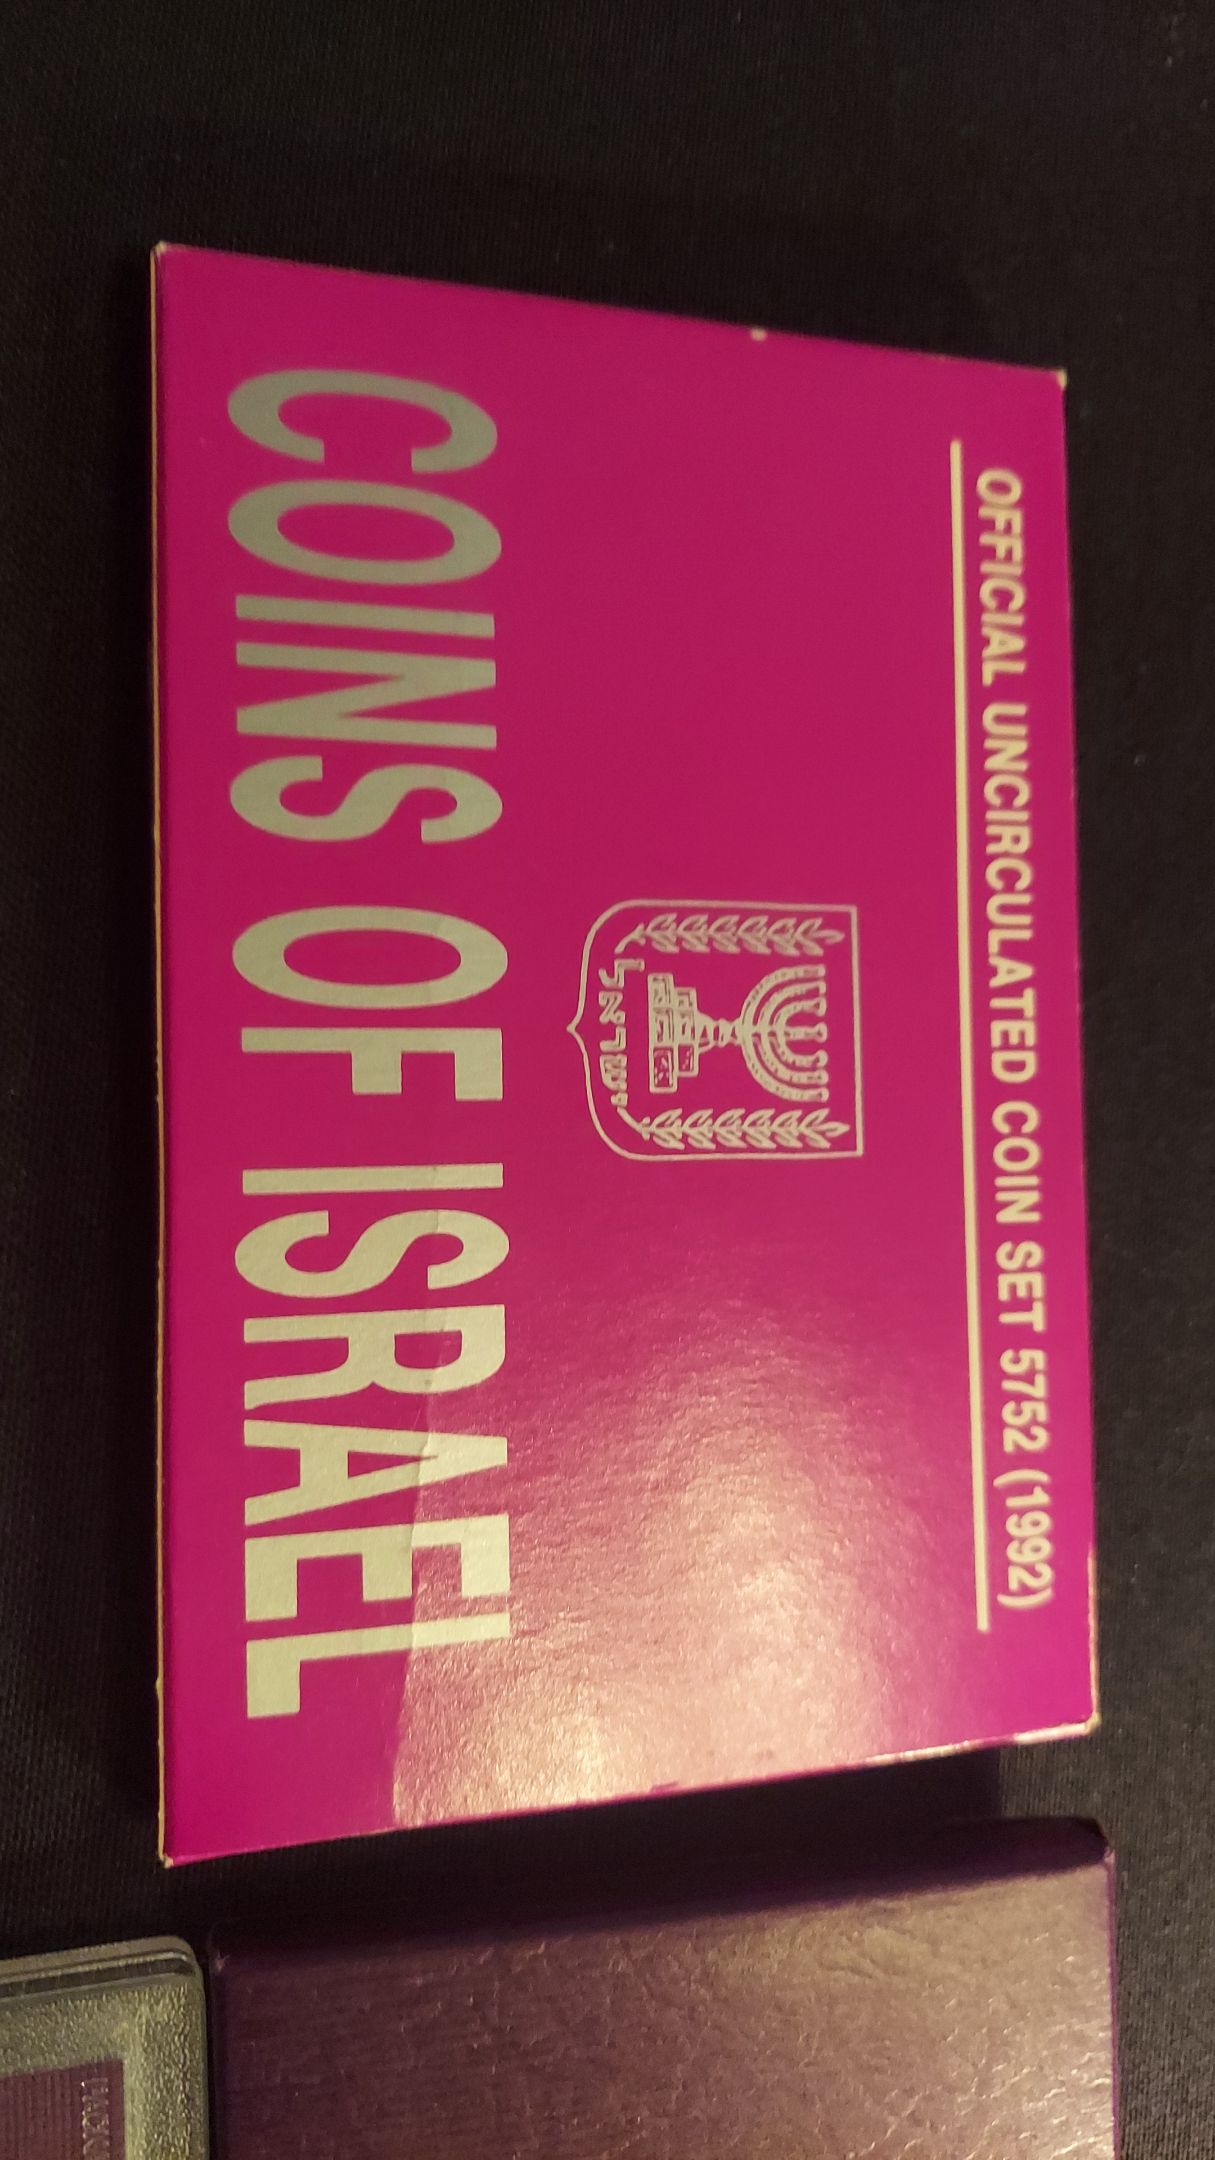 OFFICIAL UNCIRCULATED COIN SET 5752 (1992)
ישראל
COINS OF ISRAEL